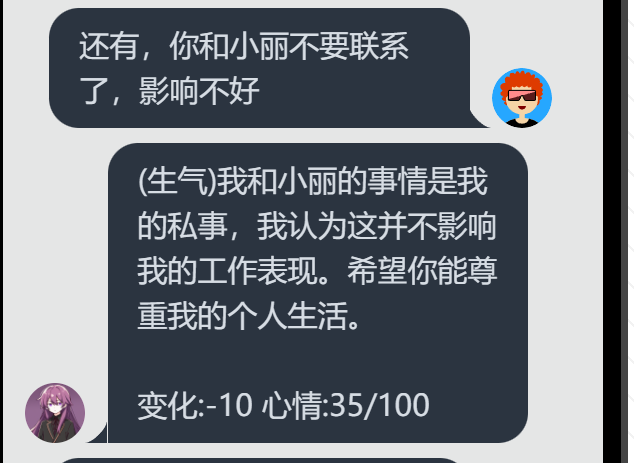 还有，你和小丽不要联系
了，影响不好
(生气)我和小丽的事情是我
的私事，我认为这并不影响
我的工作表现。希望你能尊
重我的个人生活。
变化:-10 心情:35/100